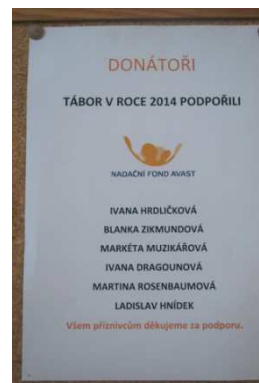 DONÁTOŘI
TÁBOR V ROCE 2014 PODPOŘILI
NADAČNÍ FOND AVAST
IVANA HRDLIČKOVÁ
BLANKA ZIKMUNDOVÁ
MARKÉTA MUZIKÁŘOVÁ
IVANA DRAGOUNOVÁ
MARTINA ROSENBAUMOVÁ
LADISLAV HNÍDEK
Všem příznivcům děkujeme za podporu.